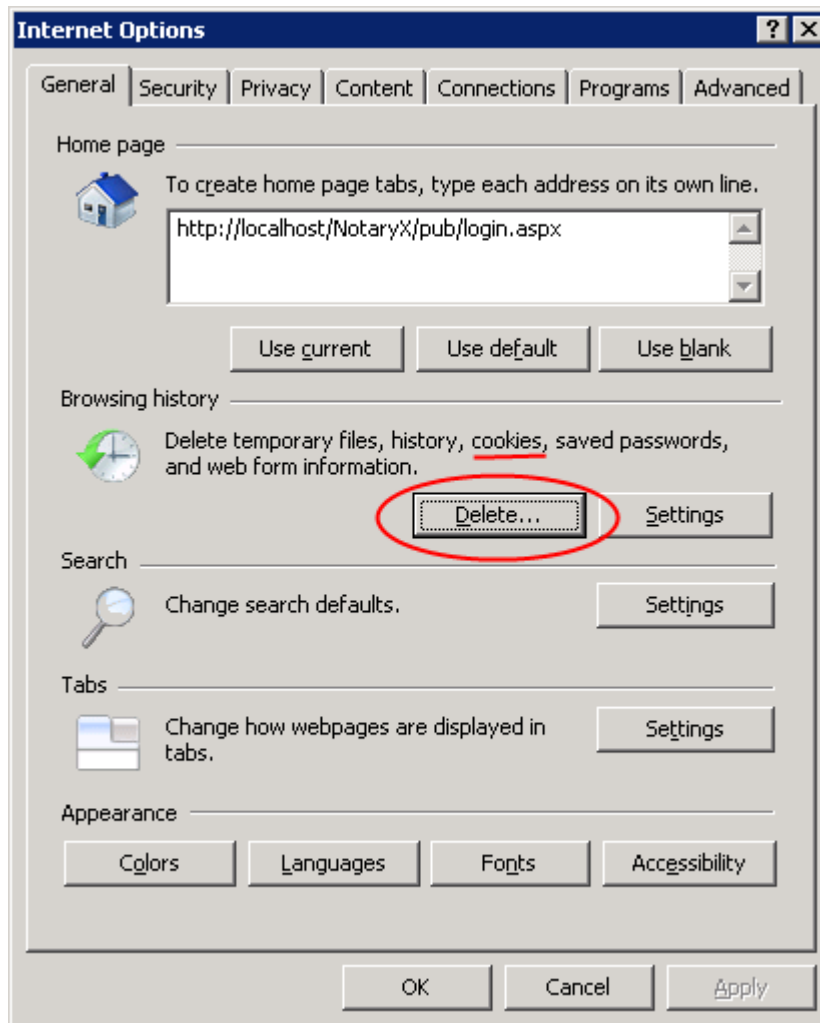 Internet Options
General Security Privacy Content Connections Programs Advanced
Home page
To create home page tabs, type each address on its own line.
http://localhost/NotaryX/pub/login.aspx
Use current Use default Use blank
Browsing history
Delete temporary files, history, cookies, saved passwords,
and web form information.
Delete... Settings
Search
Change search defaults.
Settings
Tabs
Change how webpages are displayed in
tabs.
Settings
Appearance
Colors Languages Fonts Accessibility
OK Cancel Apply